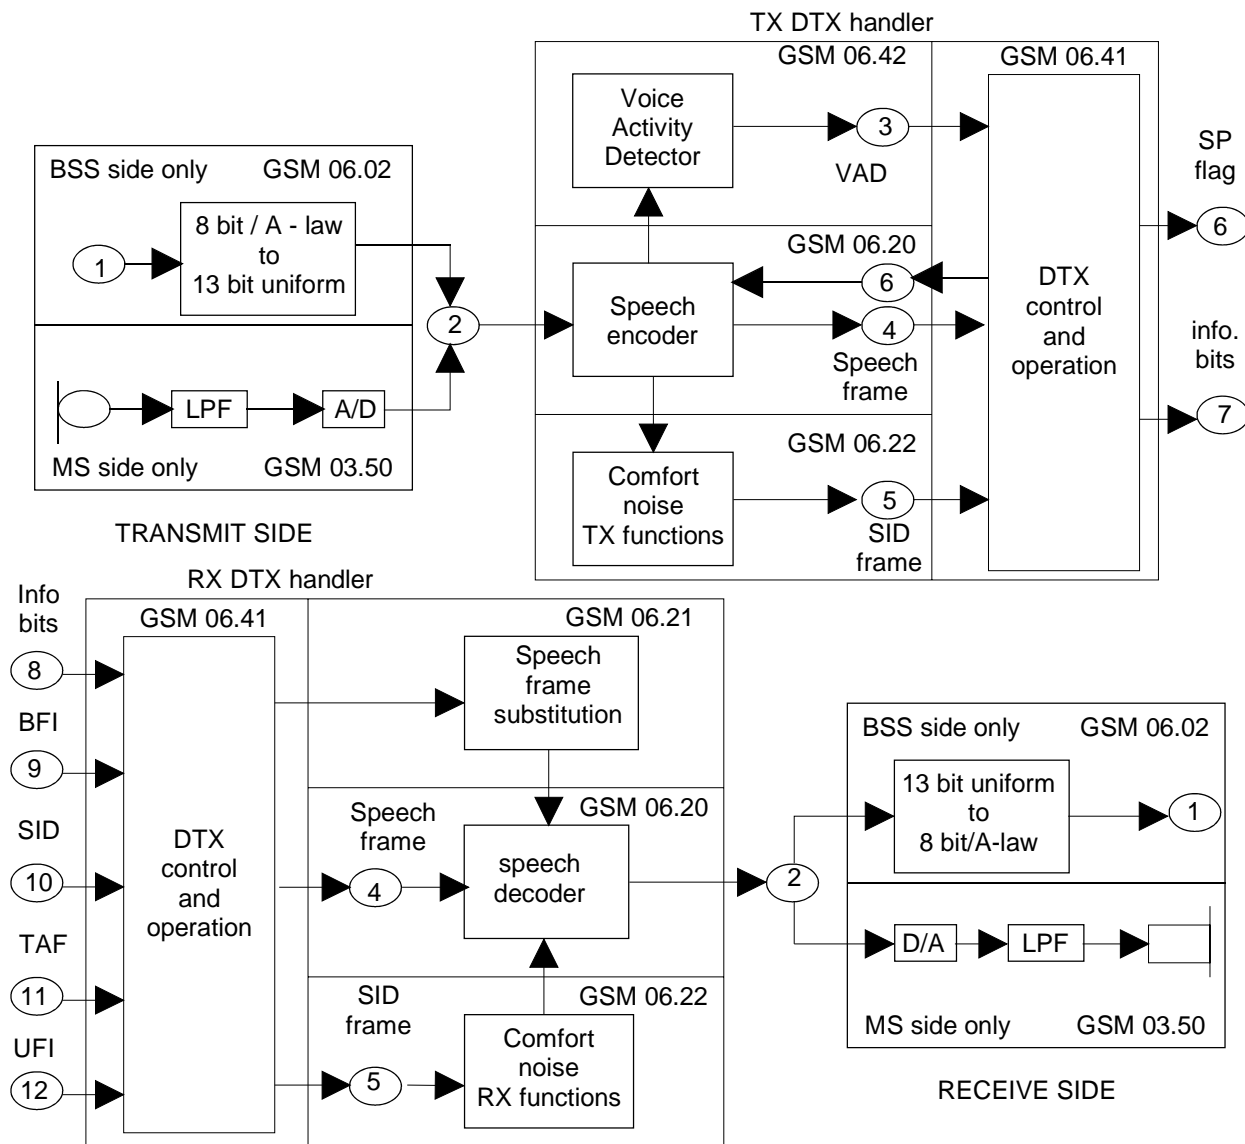 TX DTX handler
GSM 06.42
GSM 06.41
Voice
Activity
Detector
3
VAD
SP
flag
6
BSS side only
GSM 06.02
8 bit / A - law
to
13 bit uniform
1
2
GSM 06.20
6
Speech
encoder
4
Speech
frame
DTX
control
and
operation
info.
bits
7
LPF
A/D
MS side only
GSM 03.50
GSM 06.22
Comfort
noise
TX functions
5
SID
frame
TRANSMIT SIDE
RX DTX handler
Info
bits
8
BFI
9
SID
10
TAF
11
UFI
12
GSM 06.41
DTX
control
and
operation
GSM 06.21
Speech
frame
substitution
Speech
frame
4
GSM 06.20
speech
decoder
SID
frame
5
GSM 06.22
Comfort
noise
RX functions
2
BSS side only
GSM 06.02
13 bit uniform
to
8 bit/A-law
1
D/A
LPF
MS side only
GSM 03.50
RECEIVE SIDE